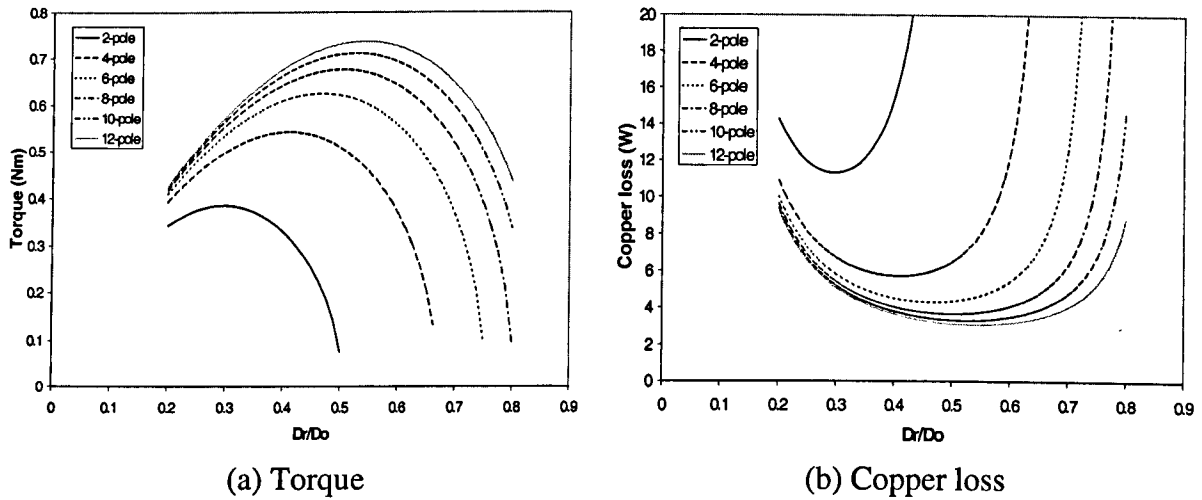 0.8
0.7
0.6
0.5
0.4
0.3
0.2
0.1
0
Torque (Nm)
2-pole
4-pole
6-pole
8-pole
10-pole
12-pole
0 0.1 0.2 0.3 0.4 0.5 0.6 0.7 0.8 0.9
Dr/Do
(a) Torque
20
18
16
14
12
10
8
6
4
2
0
Copper loss (W)
2-pole
4-pole
6-pole
8-pole
10-pole
12-pole
0 0.1 0.2 0.3 0.4 0.5 0.6 0.7 0.8 0.9
Dr/Do
(b) Copper loss